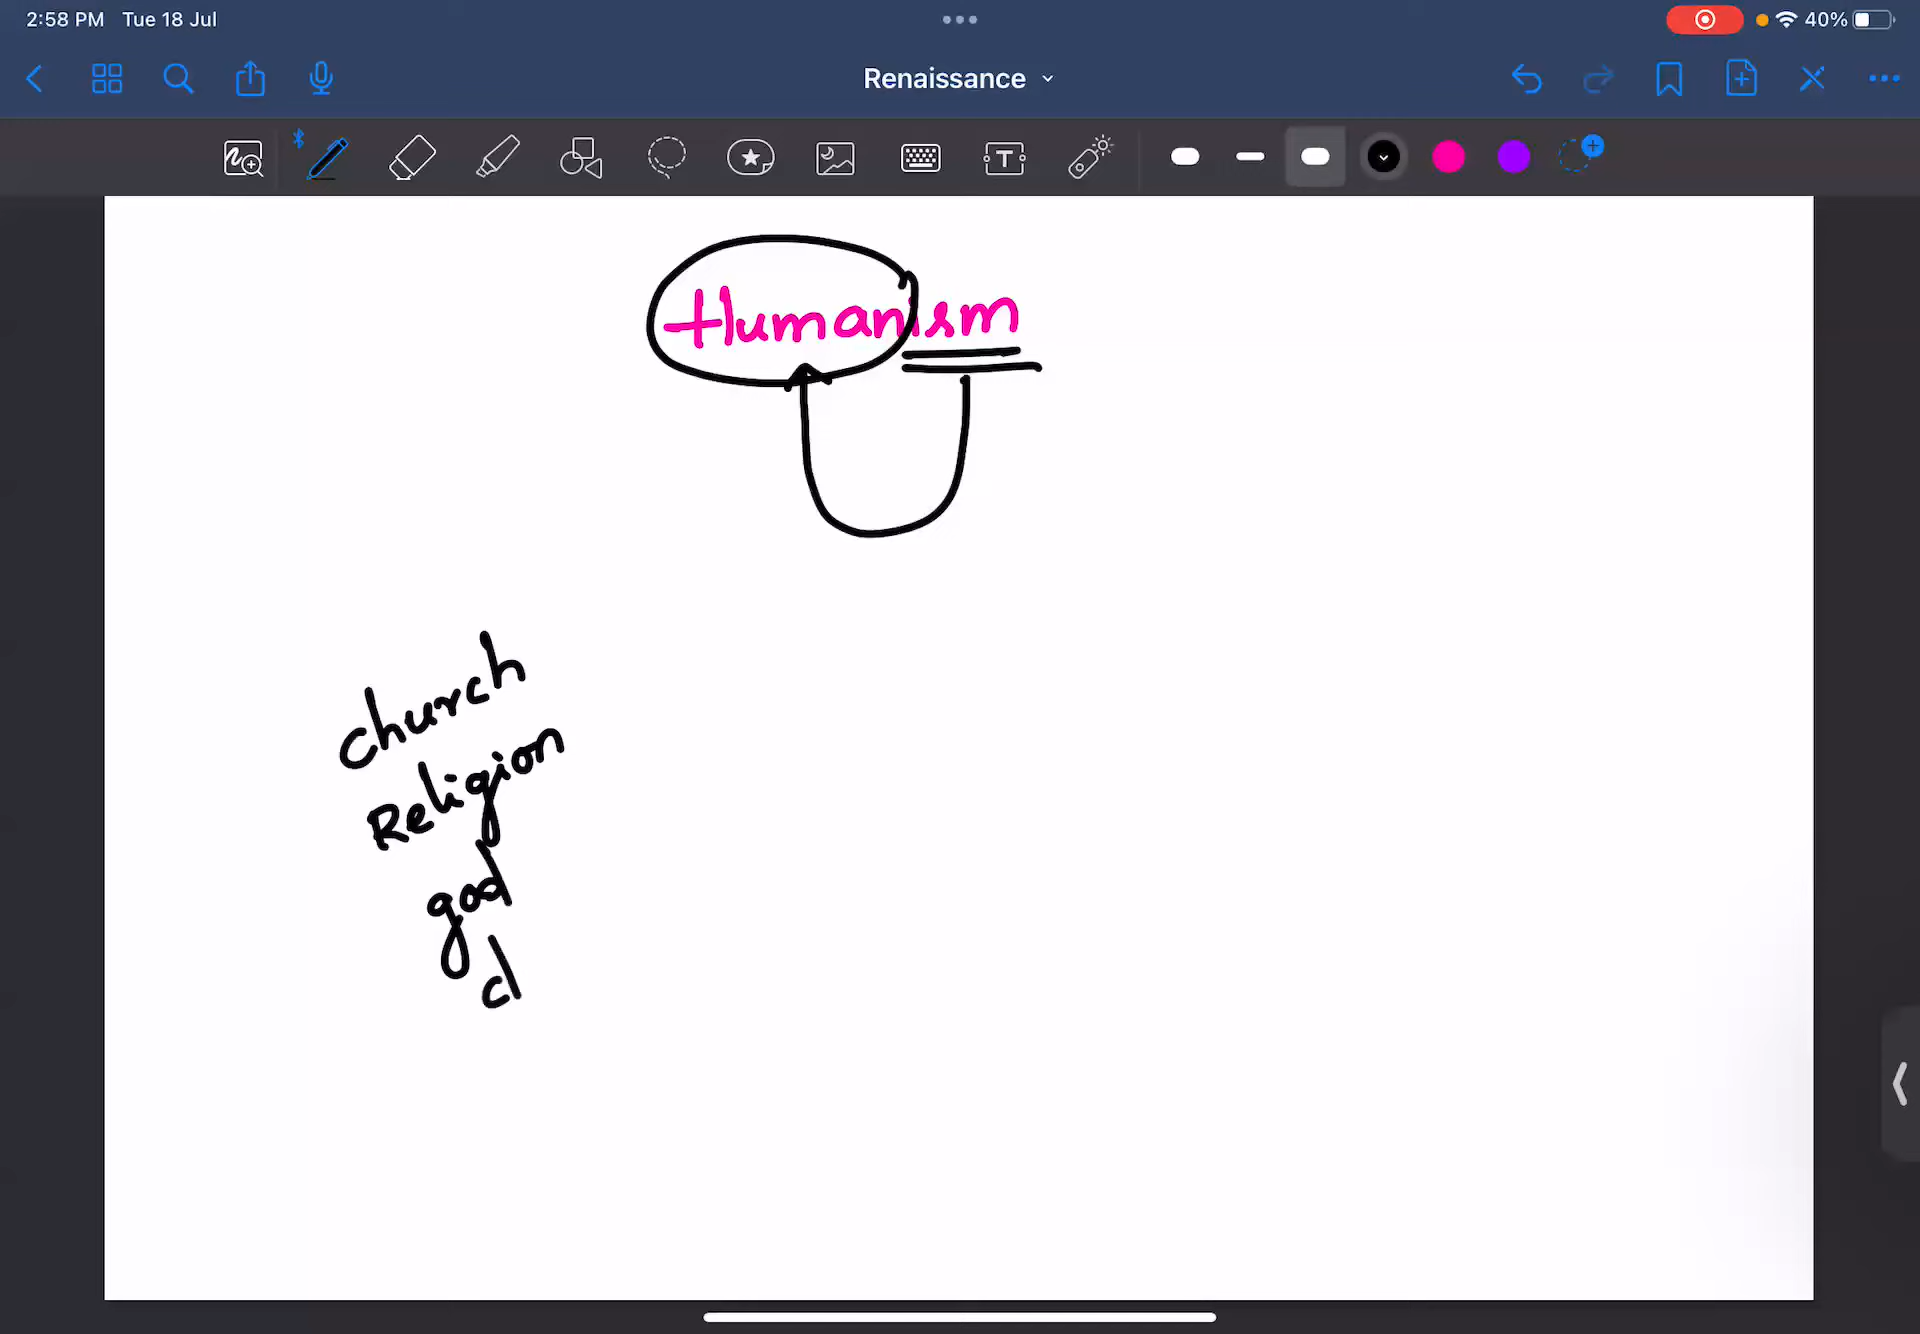 2:58 PM Tue 18 Jul
40%
Renaissance
Humanism
church
Religion
god
d